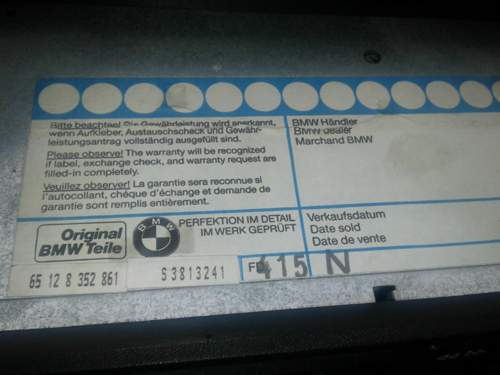 Bitte beachten! Die Gewährleistung wird anerkannt,
wenn Aufkleber, Austauschscheck und Gewähr-
leistungsantrag vollständig ausgefüllt sind.
Please observe! The warranty will be recognized
if label, exchange check, and warranty request are
filled-in completely.
Veuillez observer! La garantie sera reconnue si
l'autocollant, chéque d'échange et demande de
garantie sont remplis entièrement.
BMW Händler
BMW dealer
Marchand BMW
Original
BMW Teile
BMW
PERFEKTION IM DETAIL
IM WERK GEPRÜFT
Verkaufsdatum
Date sold
Date de vente
65 12 8 352 861
S3813241
415 N